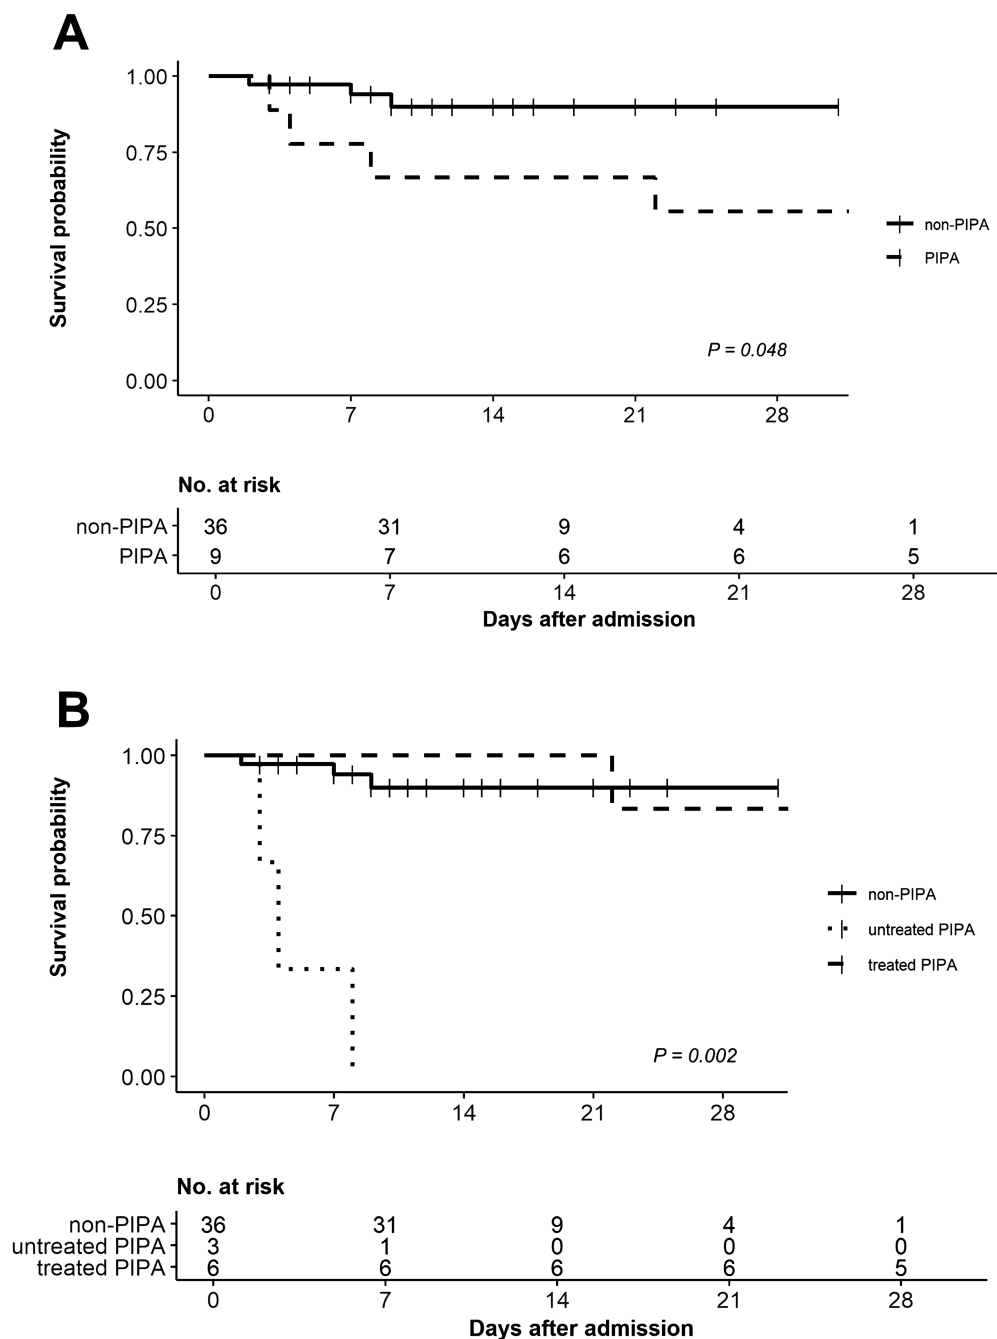 A
Survival probability
1.00
0.75
0.50
0.25
0.00
non-PIPA
PIPA
P = 0.048
0 7 14 21 28
No. at risk
non-PIPA 36 31 9 4 1
PIPA 9 7 6 6 5
0 7 14 21 28
Days after admission
B
Survival probability
1.00
0.75
0.50
0.25
0.00
non-PIPA
untreated PIPA
treated PIPA
P = 0.002
0 7 14 21 28
No. at risk
non-PIPA 36 31 9 4 1
untreated PIPA 3 1 0 0 0
treated PIPA 6 6 6 6 5
0 7 14 21 28
Days after admission